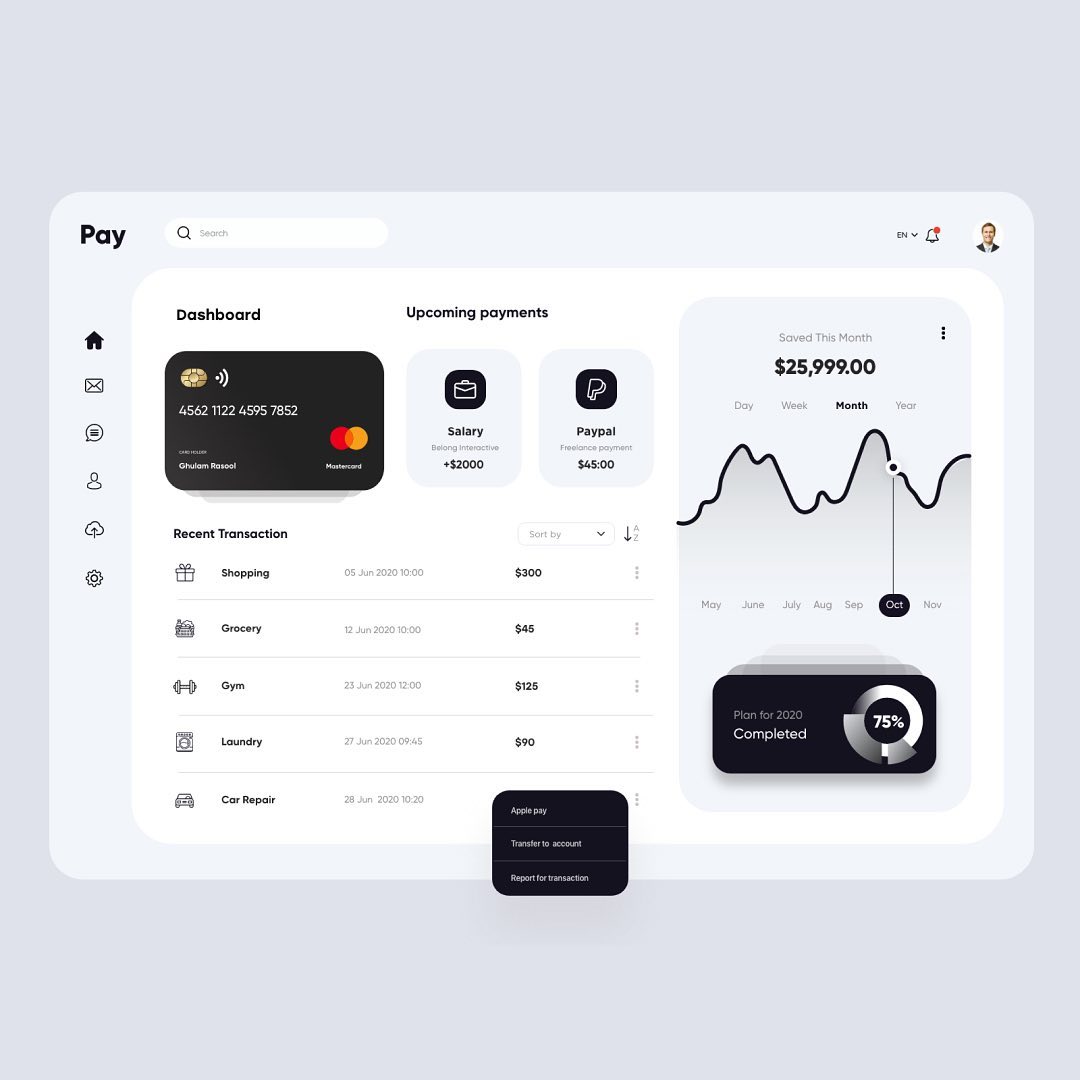 Pay
Search
EN
Dashboard
4562 1122 4595 7852
CARD HOLDER
Ghulam Rasool
Mastercard
Upcoming payments
Salary
Belong Interactive
+$2000
Paypal
Freelance payment
$45:00
Saved This Month
$25,999.00
Day Week Month Year
May June July Aug Sep Oct Nov
Plan for 2020
Completed
75%
Recent Transaction
Sort by
A
Z
Shopping 05 Jun 2020 10:00 $300
Grocery 12 Jun 2020 10:00 $45
Gym 23 Jun 2020 12:00 $125
Laundry 27 Jun 2020 09:45 $90
Car Repair 28 Jun 2020 10:20
Apple pay
Transfer to account
Report for transaction